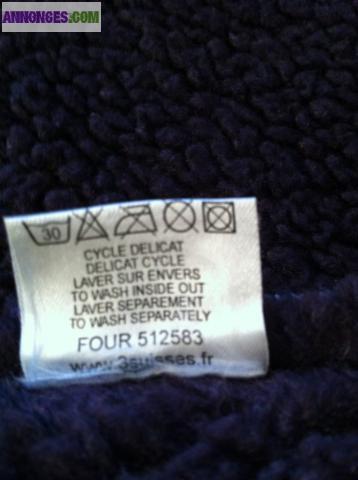 ANNONCES.COM
30
CYCLE DELICAT
DELICAT CYCLE
LAVER SUR ENVERS
TO WASH INSIDE OUT
LAVER SEPAREMENT
TO WASH SEPARATELY
FOUR 512583
www.3suisses.fr